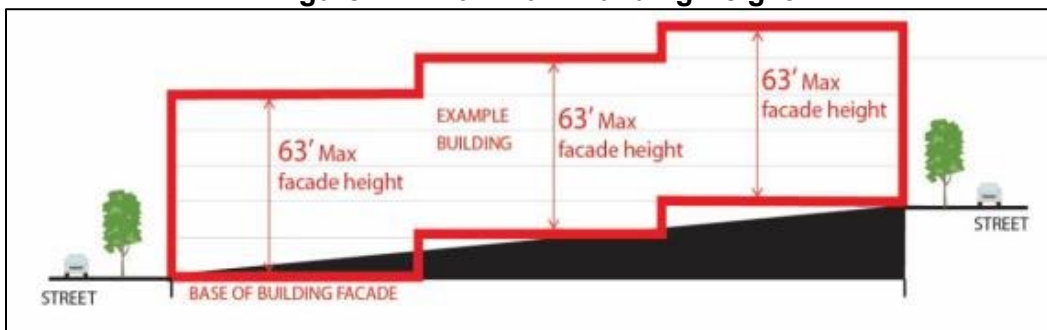 63′ Max
facade height
EXAMPLE
BUILDING
63′ Max
facade height
63′ Max
facade height
STREET
BASE OF BUILDING FACADE
STREET